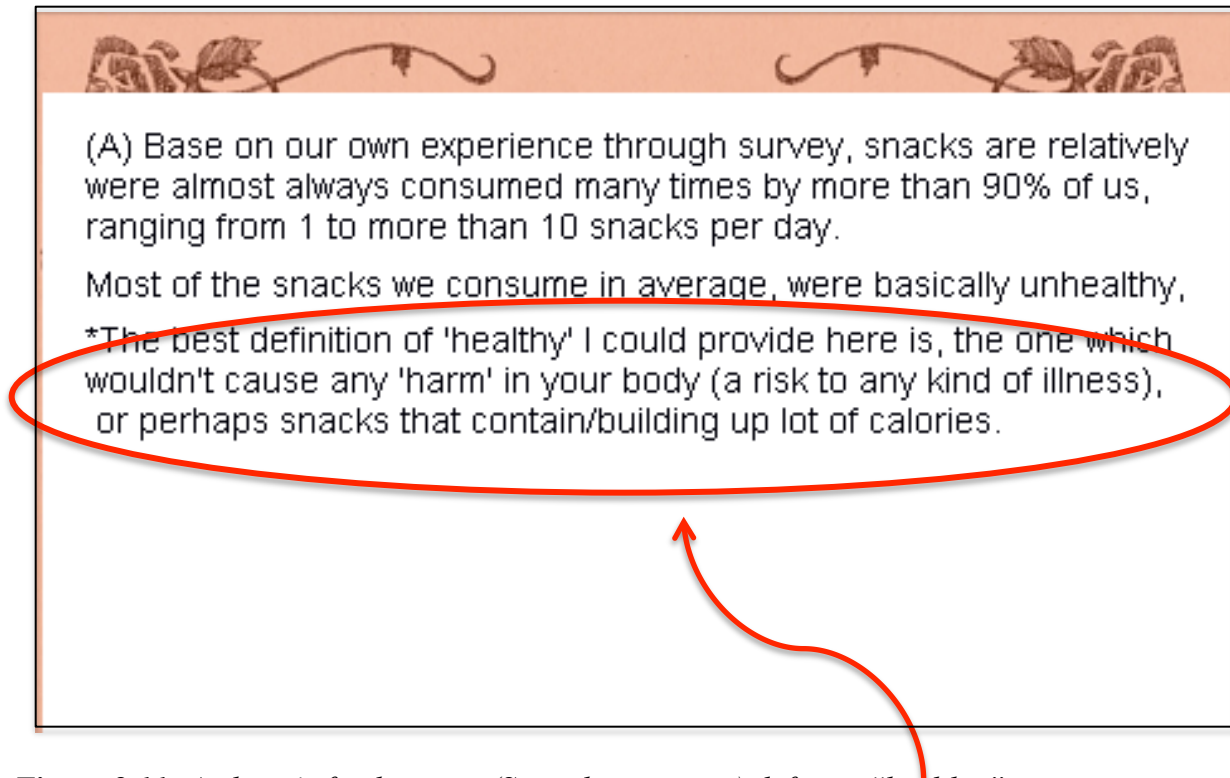 (A) Base on our own experience through survey, snacks are relatively
were almost always consumed many times by more than 90% of us,
ranging from 1 to more than 10 snacks per day.
Most of the snacks we consume in average, were basically unhealthy,
*The best definition of 'healthy' I could provide here is, the one which
wouldn't cause any 'harm' in your body (a risk to any kind of illness),
or perhaps snacks that contain/building up lot of calories.